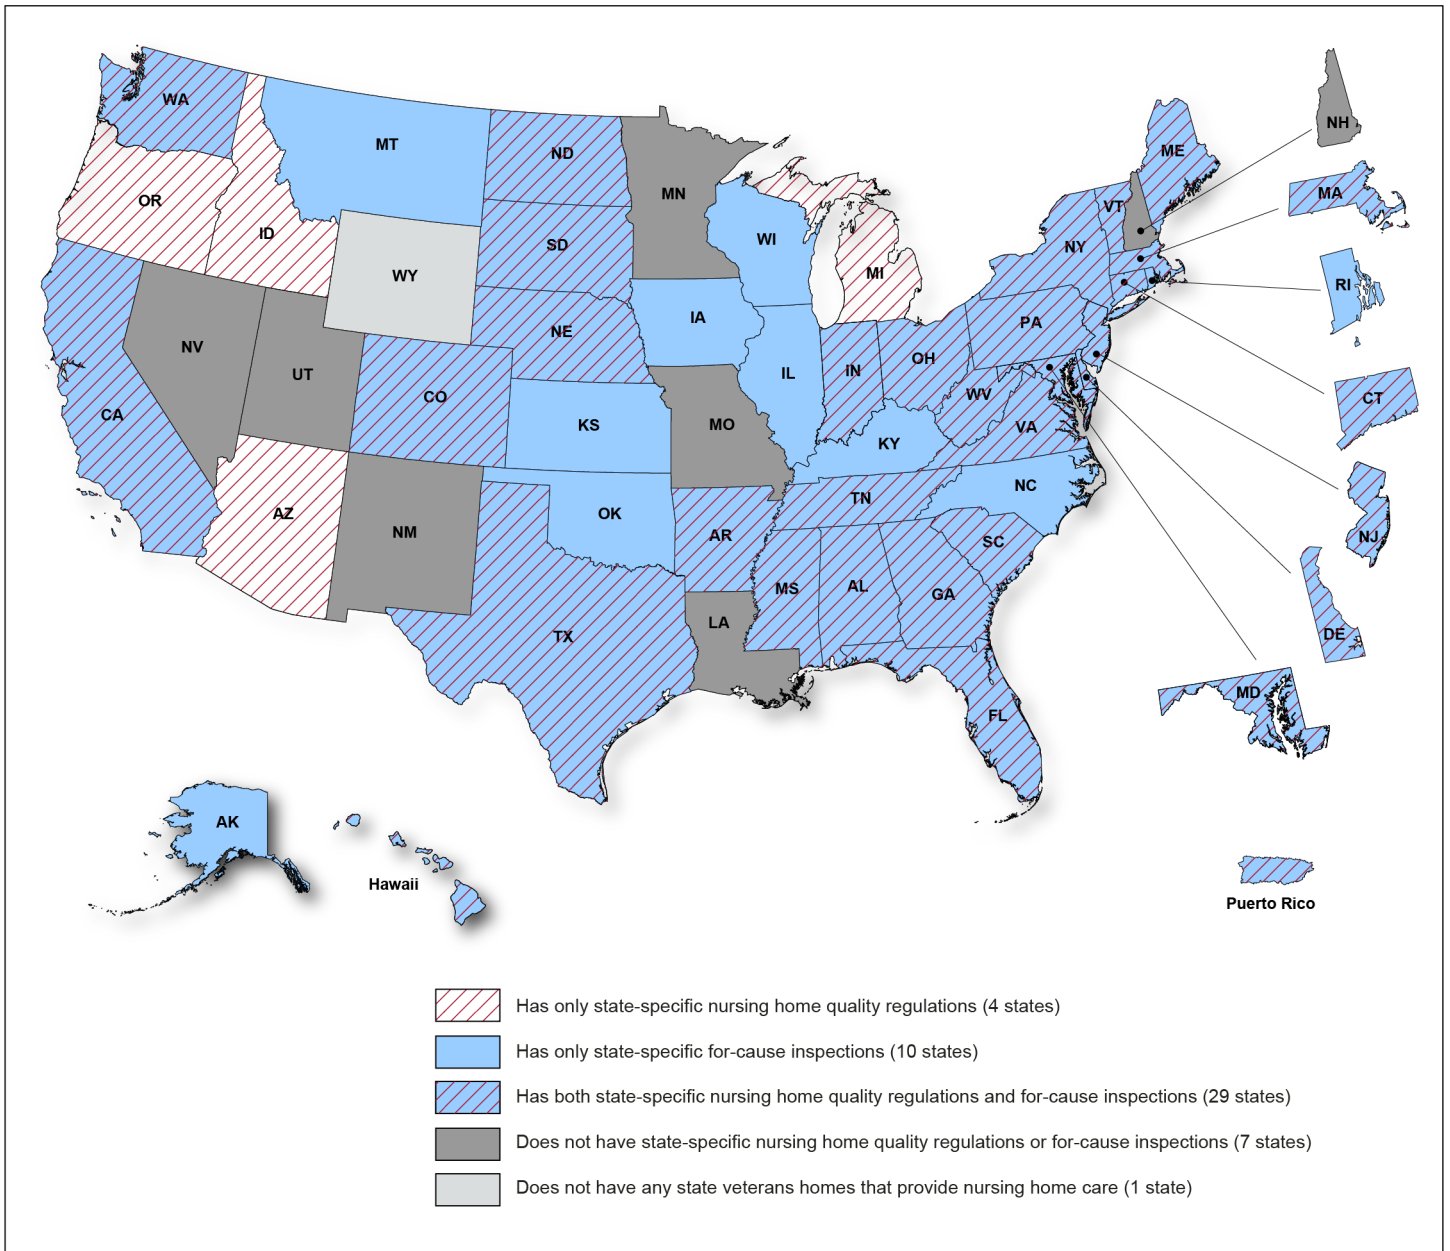 WA
MT
ND
MN
NH
ME
MA
VT
OR
ID
WI
SD
NY
MI
WY
RI
IA
PA
NE
NV
UT
IL
IN
OH
CO
WV
CT
CA
KS
MO
KY
VA
NC
AZ
OK
TN
NM
AR
SC
NJ
MS
AL
GA
TX
LA
DE
MD
FL
AK
Hawaii
Puerto Rico
Has only state-specific nursing home quality regulations (4 states)
Has only state-specific for-cause inspections (10 states)
Has both state-specific nursing home quality regulations and for-cause inspections (29 states)
Does not have state-specific nursing home quality regulations or for-cause inspections (7 states)
Does not have any state veterans homes that provide nursing home care (1 state)